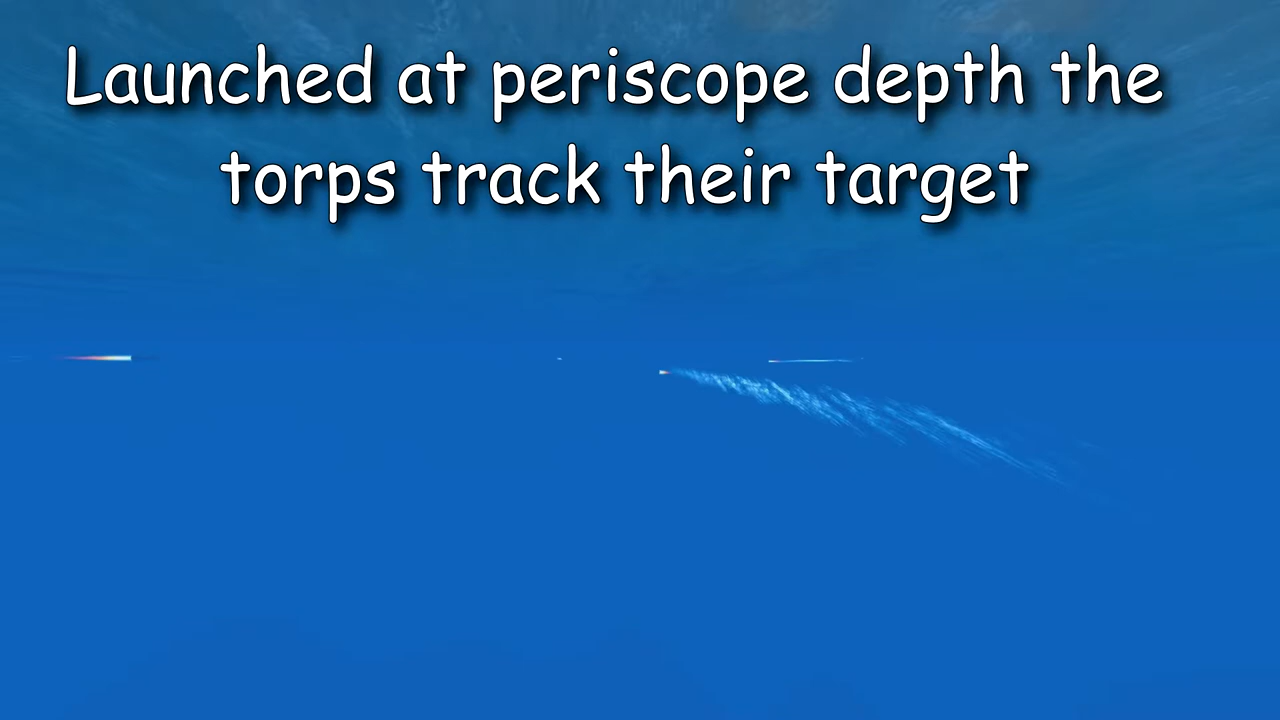 Launched at periscope depth the
torps track their target